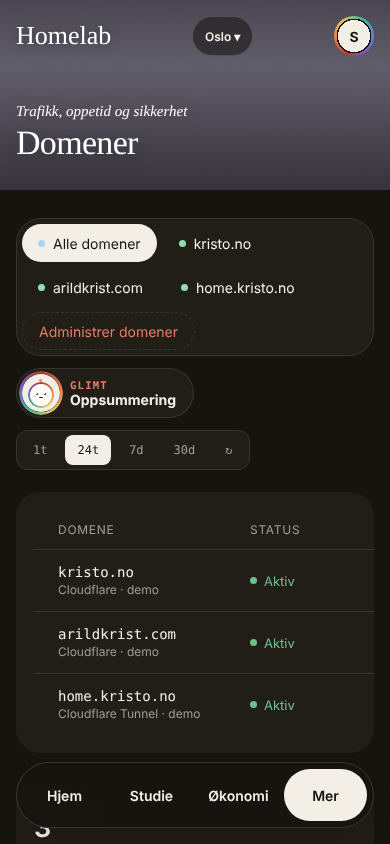 Homelab
Oslo ▾
S
Trafikk, oppetid og sikkerhet
Domener
Alle domener
kristo.no
arildkrist.com
home.kristo.no
Administrer domener
GLIMT
Oppsummering
1t 24t 7d 30d ↻
DOMENE STATUS
kristo.no
Cloudflare · demo
Aktiv
arildkrist.com
Cloudflare · demo
Aktiv
home.kristo.no
Cloudflare Tunnel · demo
Aktiv
Hjem Studie Økonomi Mer